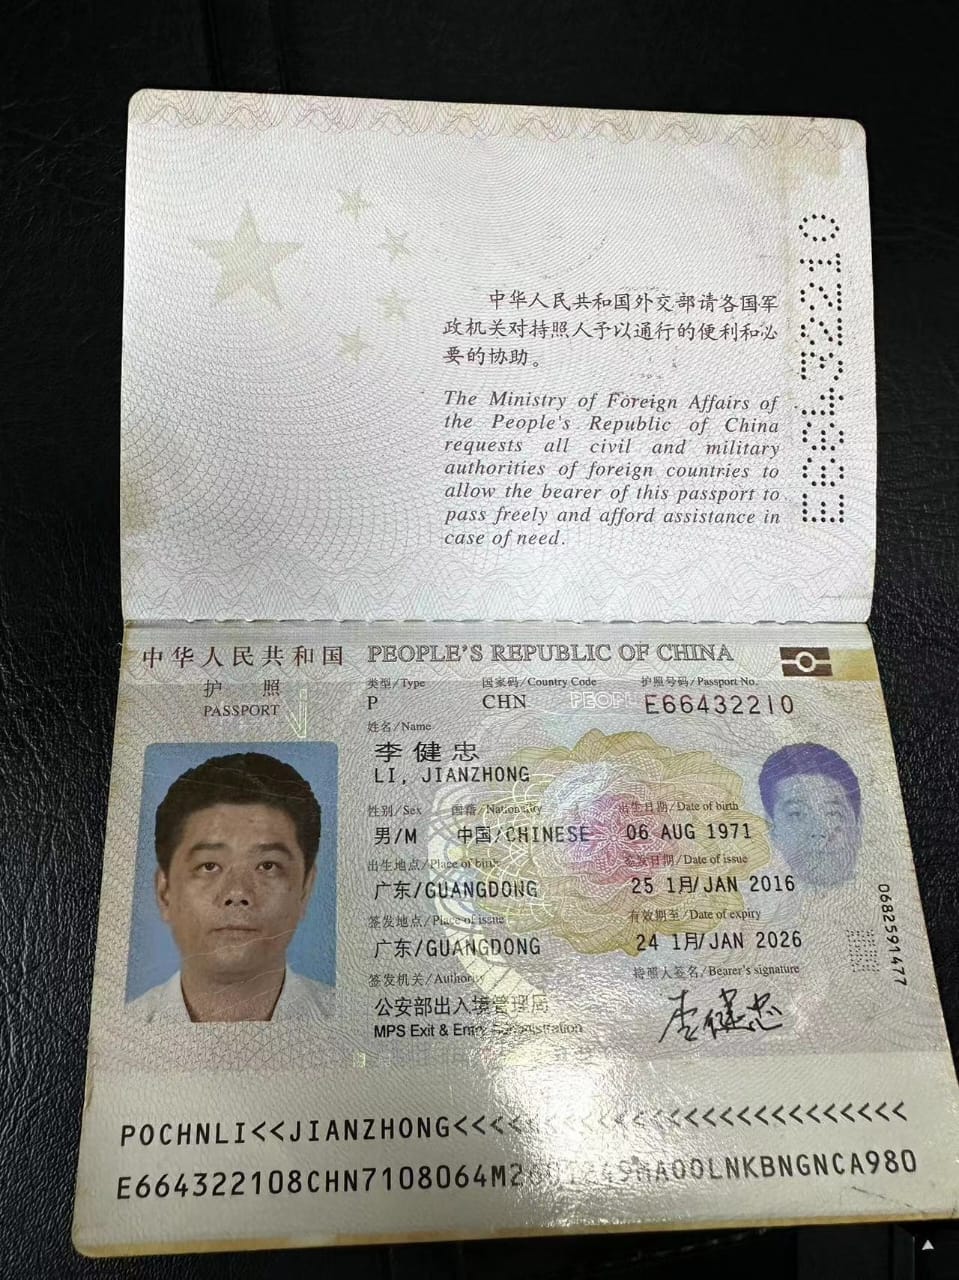 中华人民共和国外交部请各国军
政机关对持照人予以通行的便利和必
要的协助。
The Ministry of Foreign Affairs of
the People's Republic of China
requests all civil and military
authorities of foreign countries to
allow the bearer of this passport to
pass freely and afford assistance in
case of need.
E66432210
中华人民共和国 PEOPLE'S REPUBLIC OF CHINA
护 照
PASSPORT
类型/Type 国家码/Country Code 护照号码/Passport No.
P CHN E66432210
姓名/Name
李健忠
LI, JIANZHONG
性别/Sex 国籍/Nationality 出生日期/Date of birth
男/M 中国/CHINESE 06 AUG 1971
出生地点/Place of birth 签发日期/Date of issue
广东/GUANGDONG 25 1月/JAN 2016
签发地点/Place of issue 有效期至/Date of expiry
广东/GUANGDONG 24 1月/JAN 2026
签发机关/Authority 持照人签名/Bearer's signature
公安部出入境管理局 李健忠
MPS Exit & Entry Administration
0682591477
POCHNLI<<JIANZHONG<<<<<<<<<<<<<<<<<<<<<<<<<<